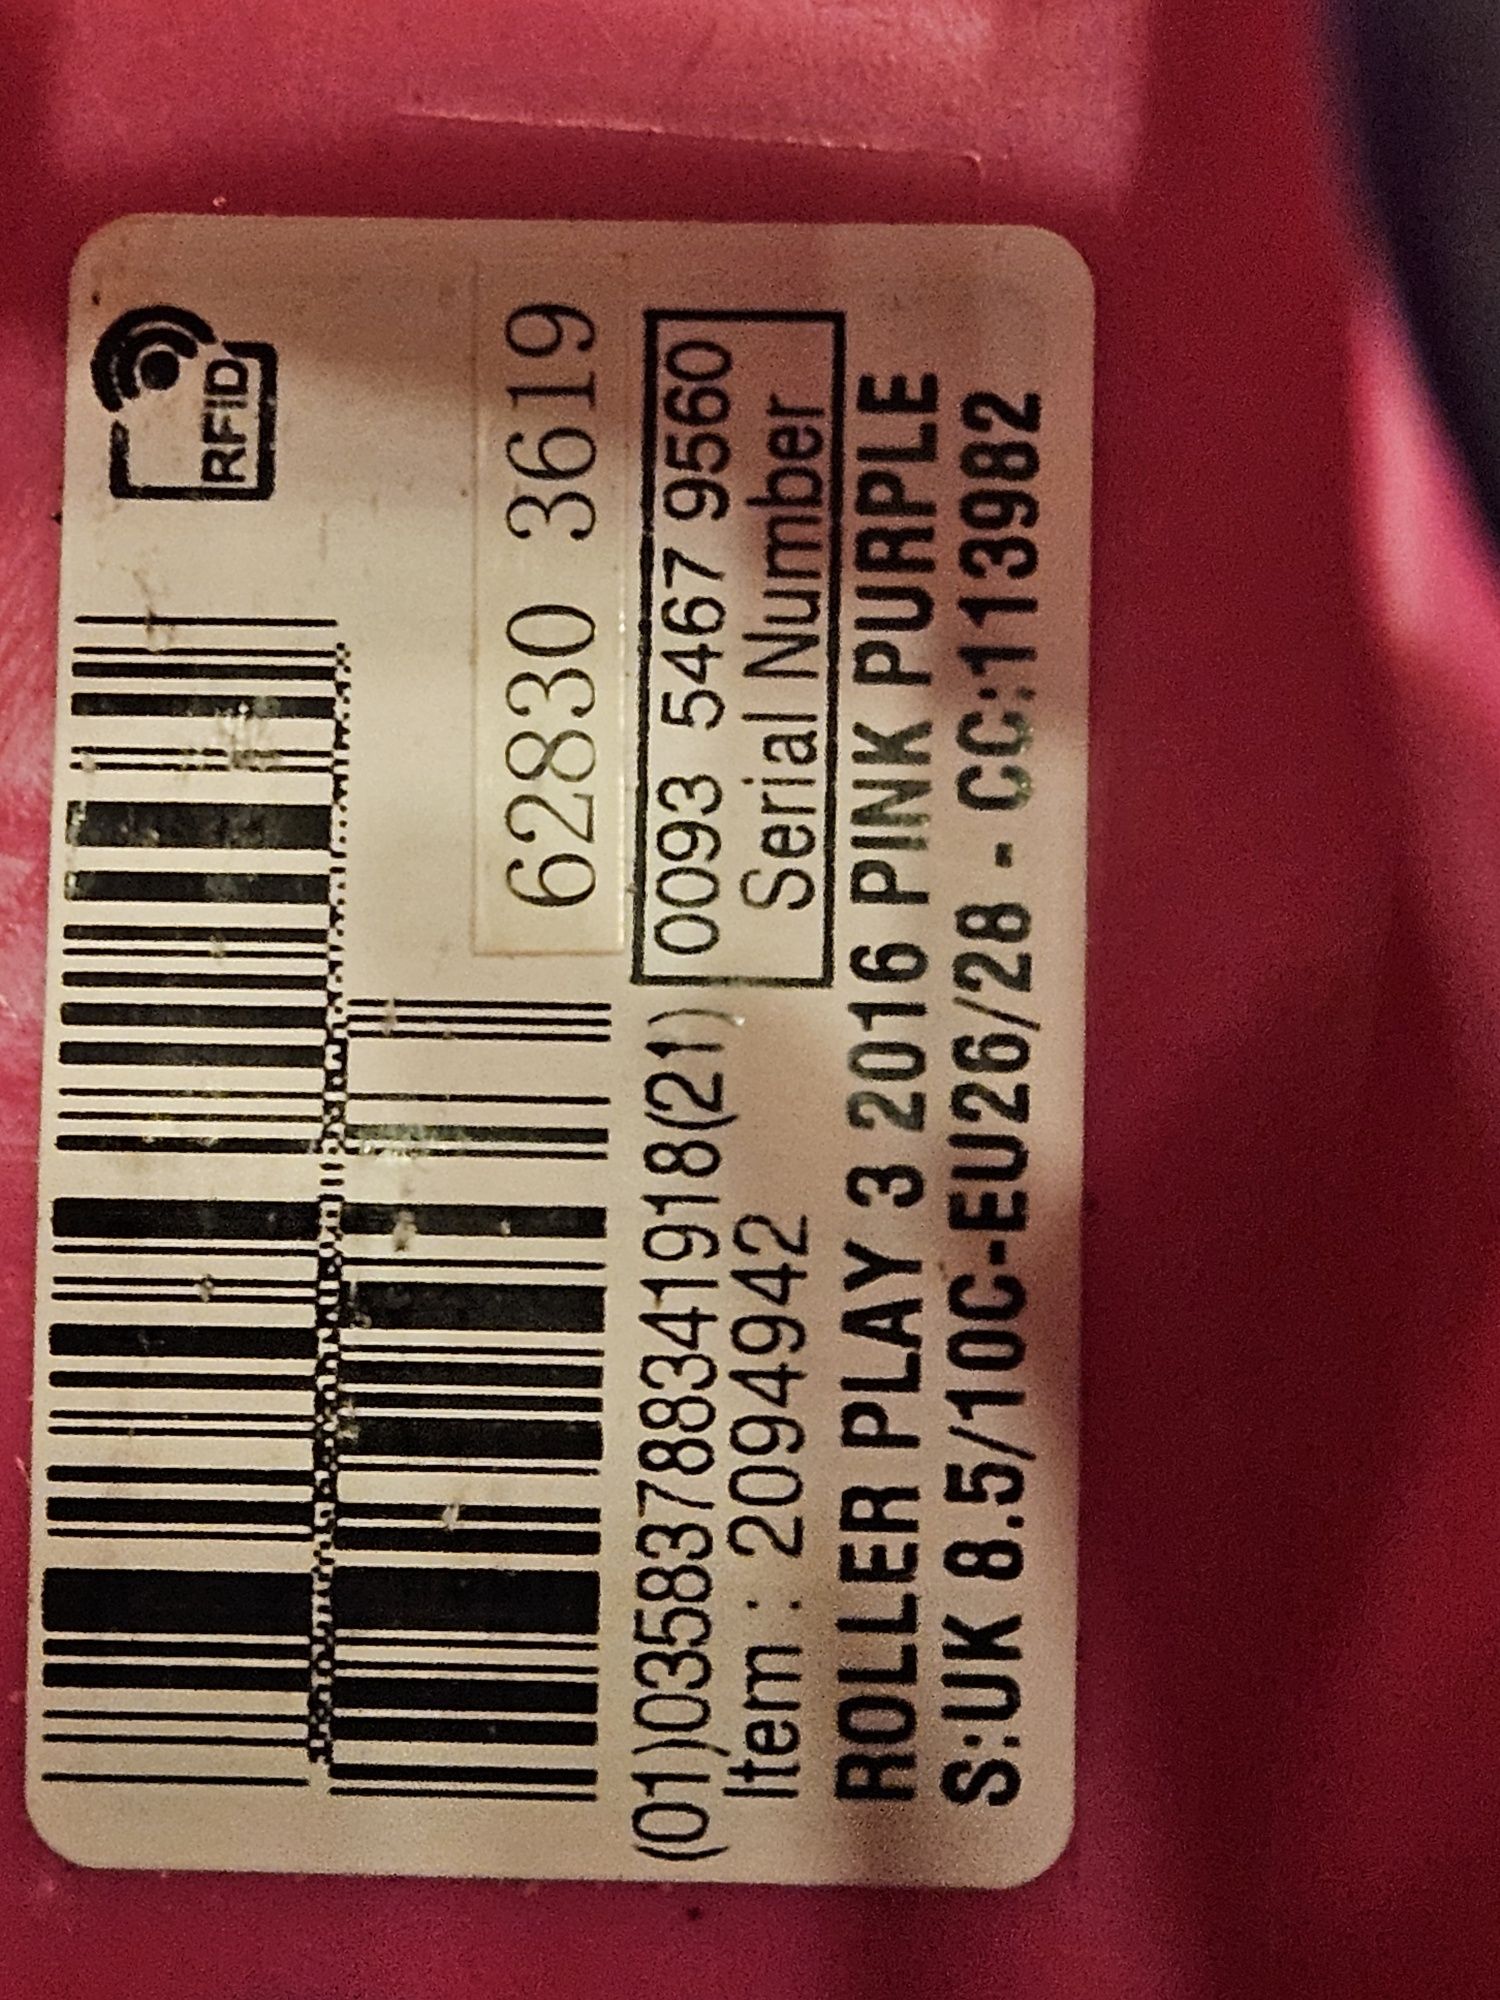 RFID
62830 3619
(01)03583788341918(21) 0093 5467 9560
Item : 2094942 Serial Number
ROLLER PLAY 3 2016 PINK PURPLE
S:UK 8.5/10C-EU26/28 - CC:113982